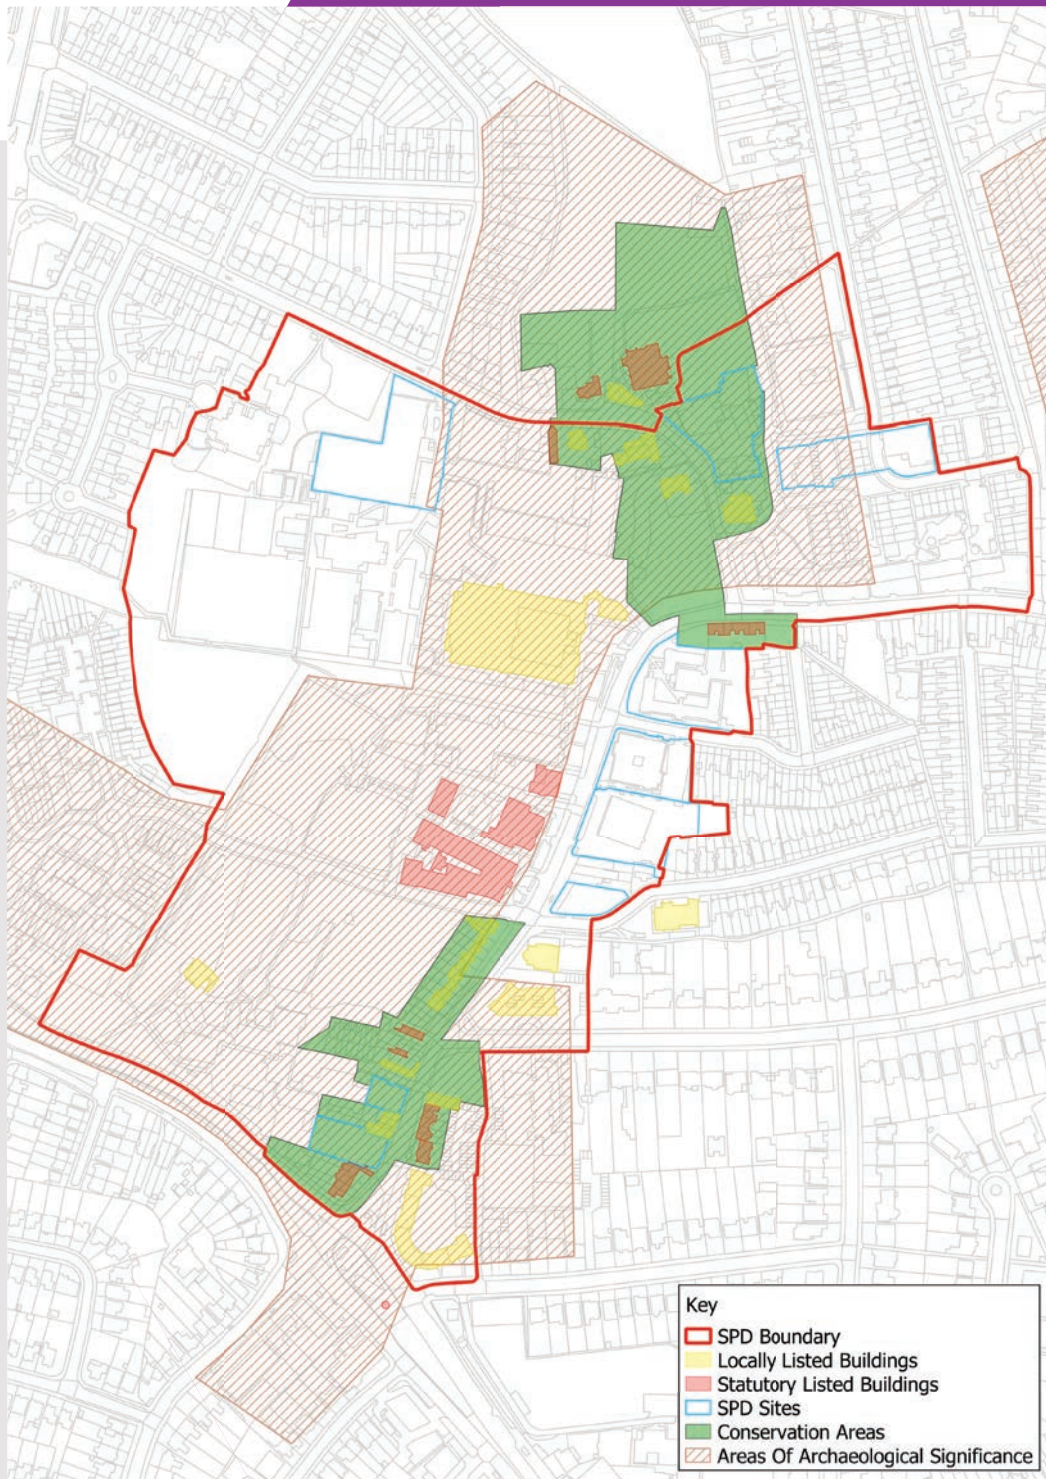 Key
SPD Boundary
Locally Listed Buildings
Statutory Listed Buildings
SPD Sites
Conservation Areas
Areas Of Archaeological Significance